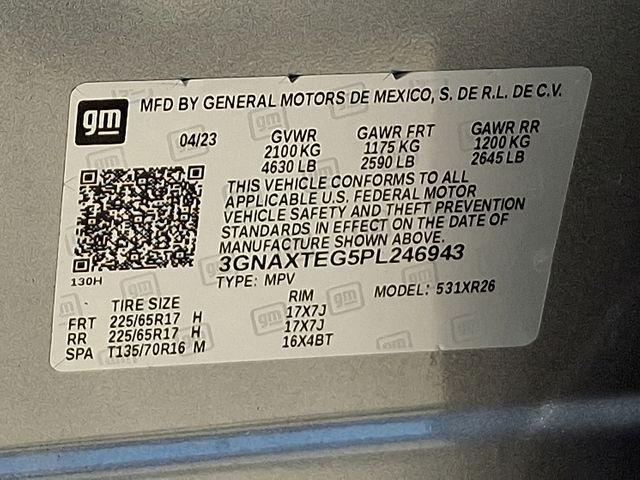 gm
MFD BY GENERAL MOTORS DE MEXICO, S. DE R.L. DE C.V.
04/23
GVWR
2100 KG
4630 LB
GAWR FRT
1175 KG
2590 LB
GAWR RR
1200 KG
2645 LB
THIS VEHICLE CONFORMS TO ALL
APPLICABLE U.S. FEDERAL MOTOR
VEHICLE SAFETY AND THEFT PREVENTION
STANDARDS IN EFFECT ON THE DATE OF
MANUFACTURE SHOWN ABOVE.
3GNAXTEG5PL246943
130H
TYPE: MPV
MODEL: 531XR26
TIRE SIZE
RIM
FRT 225/65R17 H 17X7J
RR 225/65R17 H 17X7J
SPA T135/70R16 M 16X4BT